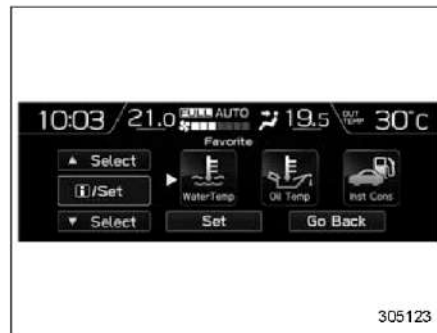 10:03 21.0 FULL AUTO 19.5 OUT TEMP 30°C
Favorite
▲ Select
i/Set
▼ Select
WaterTemp Oil Temp Inst Cons
Set Go Back
305123